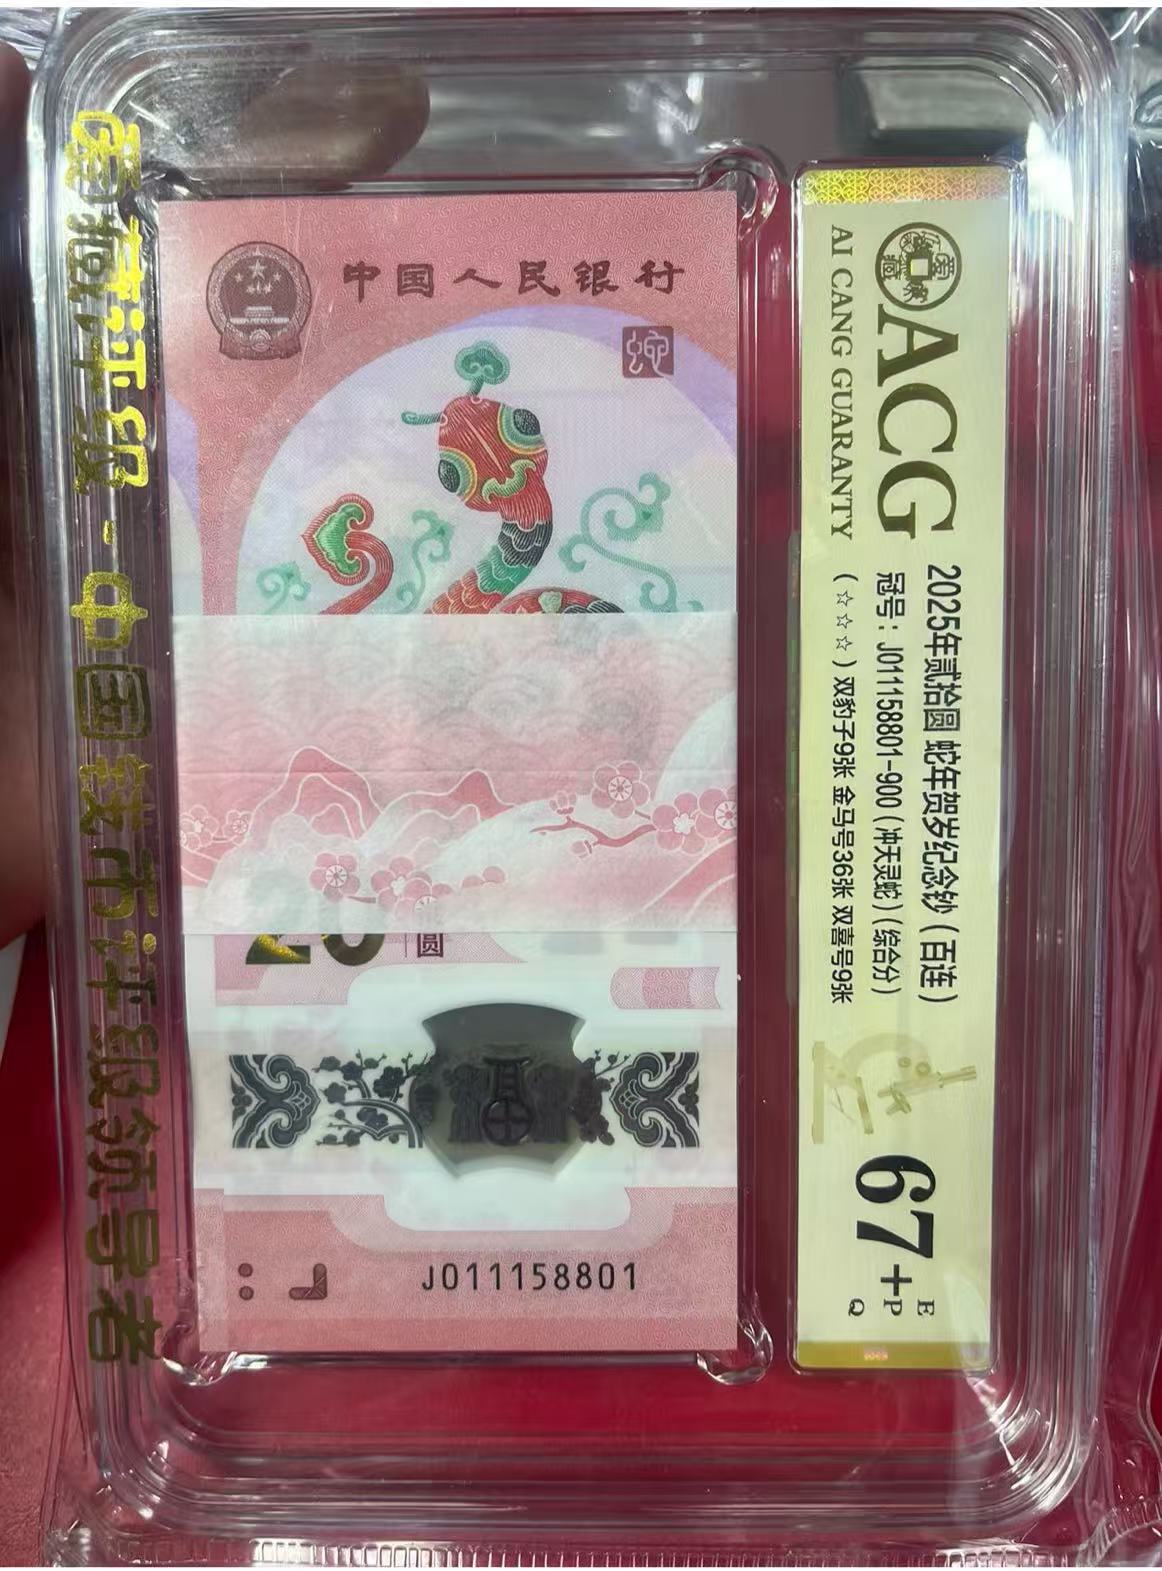 爱藏评级-中国钱币评级领导者
中国人民银行
蛇
20
圆
J011158801
ACG
AI CANG GUARANTY
2025年贰拾圆 蛇年贺岁纪念钞(百连)
冠号:J011158801-900(冲天灵蛇)(综合分)
(☆☆☆)双豹子9张 金马号36张 双喜号9张
67+
E
P
Q